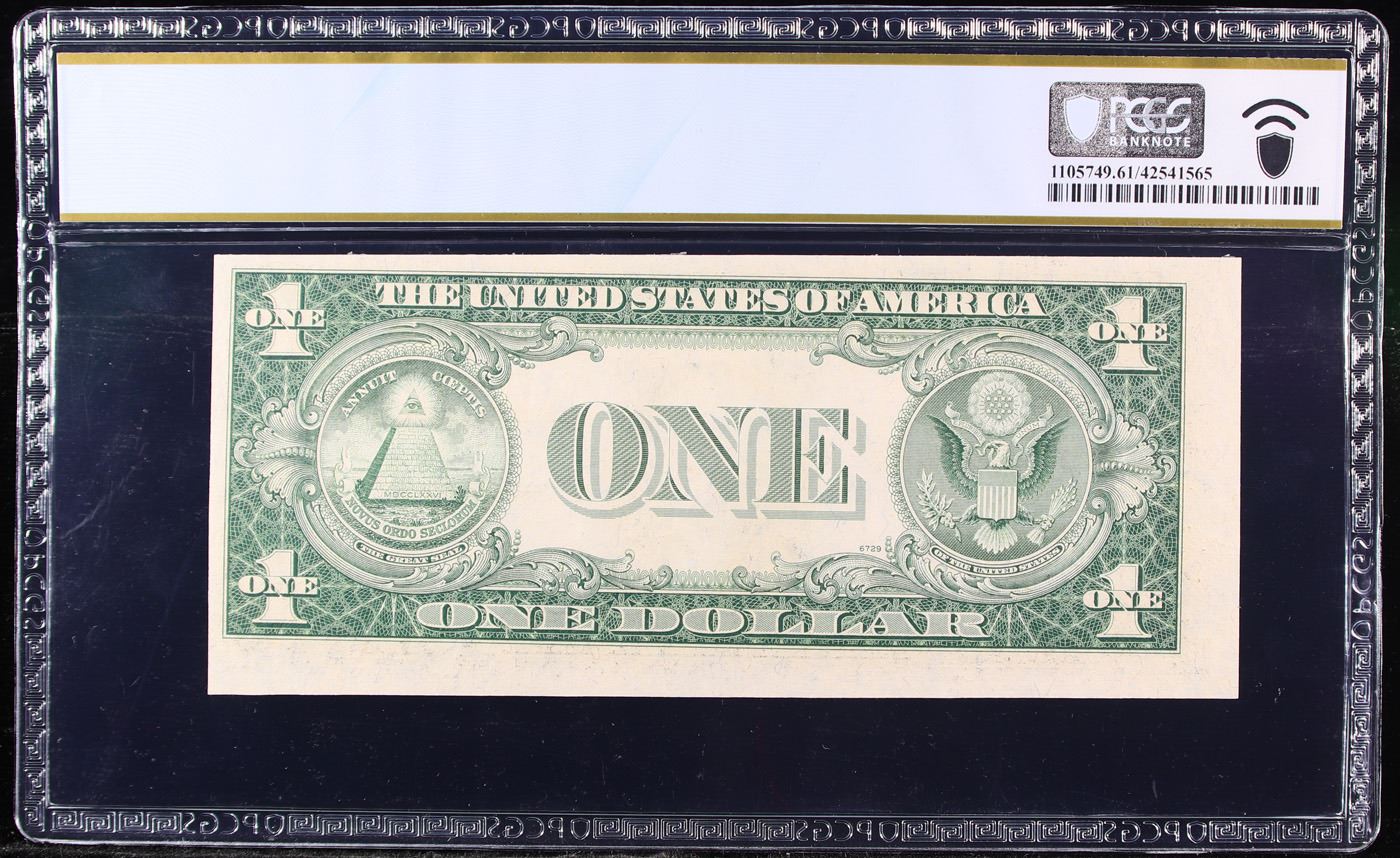 PCGS
BANKNOTE
1105749.61/42541565
THE UNITED STATES OF AMERICA
1
ONE
1
ONE
ANNUIT CŒPTIS
MDCCLXXVI
NOVUS ORDO SECLORUM
THE GREAT SEAL
ONE
6729
OF THE UNITED STATES
1
ONE
ONE DOLLAR
1
ONE